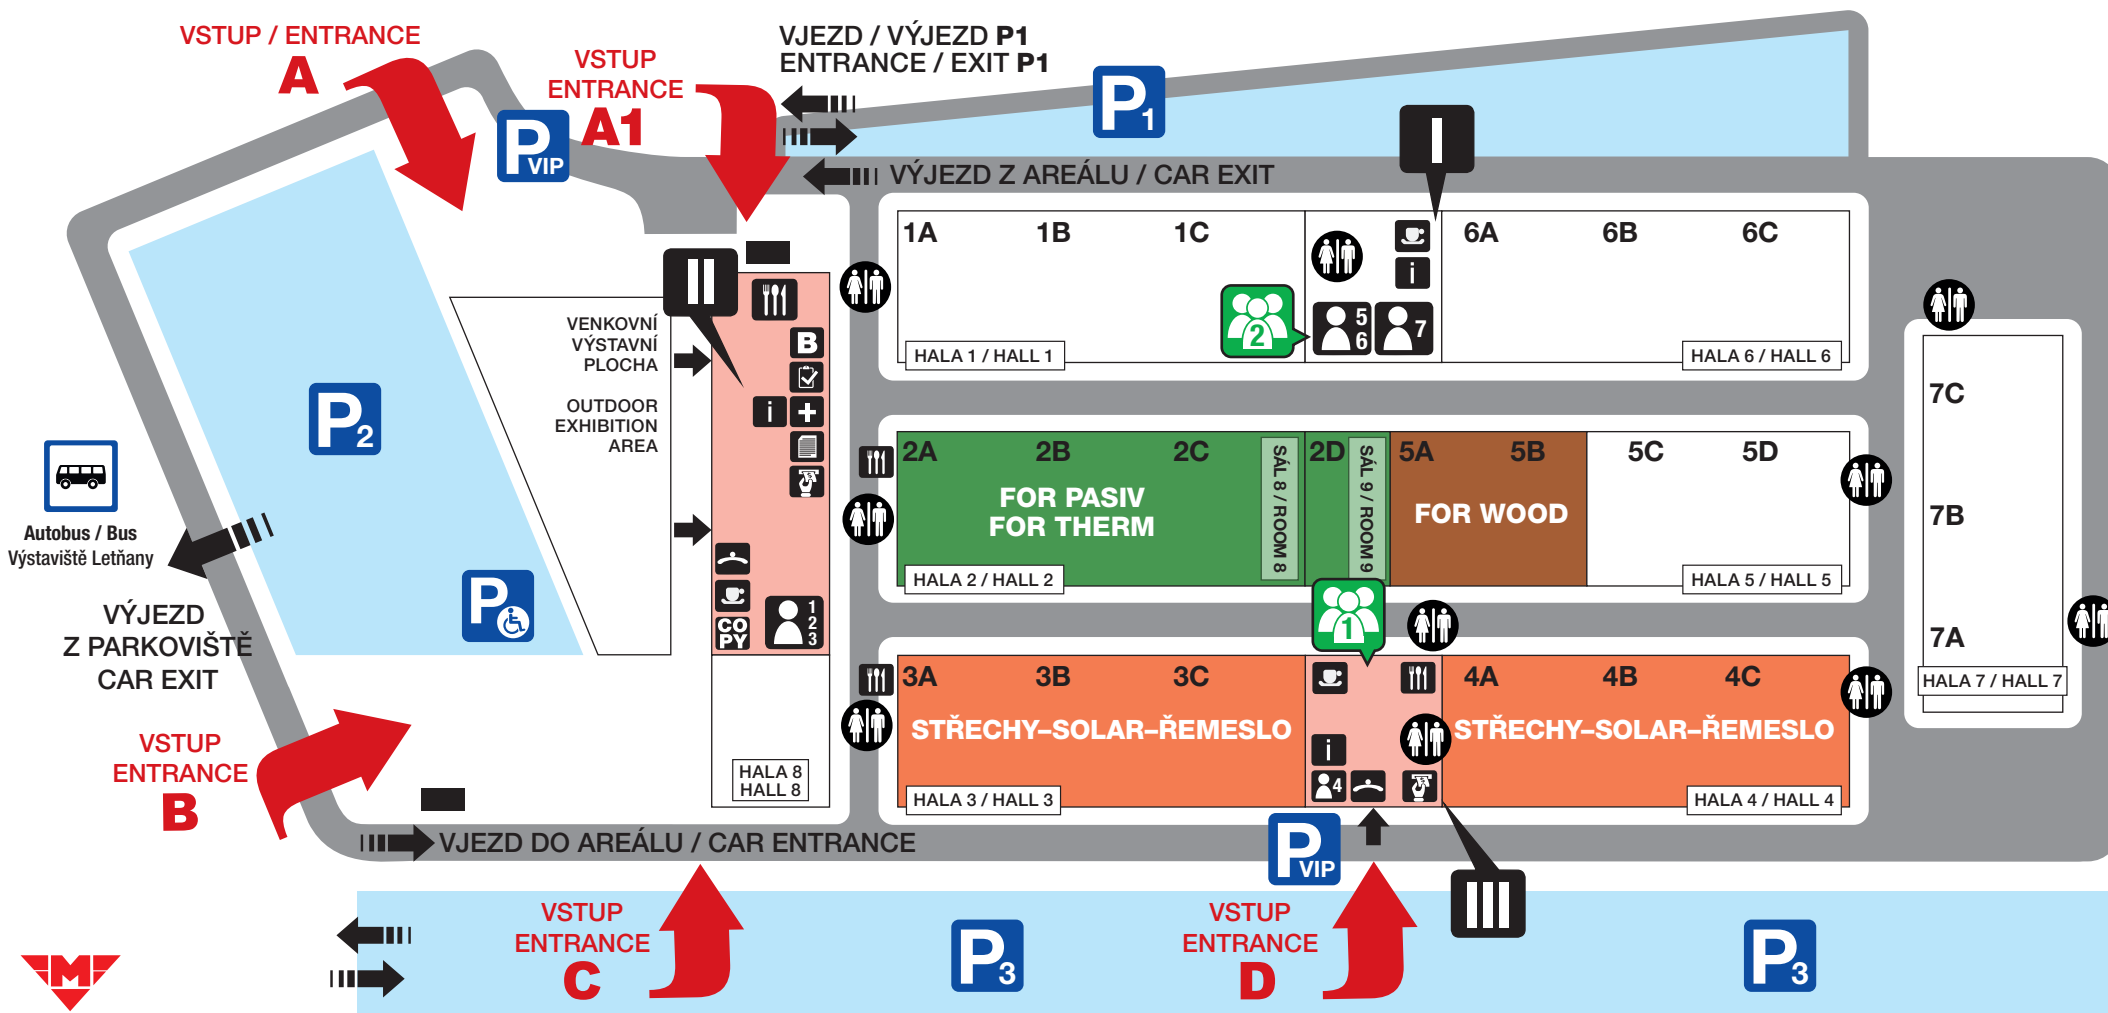 VSTUP / ENTRANCE
A
VSTUP
ENTRANCE
A1
VJEZD / VÝJEZD P1
ENTRANCE / EXIT P1
P1
PVIP
I
VÝJEZD Z AREÁLU / CAR EXIT
1A
1B
1C
6A
6B
6C
i
2
5
6
7
HALA 1 / HALL 1
HALA 6 / HALL 6
II
VENKOVNÍ
VÝSTAVNÍ
PLOCHA
OUTDOOR
EXHIBITION
AREA
B
i
P2
Autobus / Bus
Výstaviště Letňany
VÝJEZD
Z PARKOVIŠTĚ
CAR EXIT
P
CO
PY
1
2
3
2A
2B
2C
SÁL 8 / ROOM 8
2D
SÁL 9 / ROOM 9
5A
5B
5C
5D
FOR PASIV
FOR THERM
FOR WOOD
HALA 2 / HALL 2
HALA 5 / HALL 5
7C
7B
7A
HALA 7 / HALL 7
1
3A
3B
3C
4A
4B
4C
STŘECHY–SOLAR–ŘEMESLO
STŘECHY–SOLAR–ŘEMESLO
i
4
HALA 3 / HALL 3
HALA 4 / HALL 4
HALA 8
HALL 8
VSTUP
ENTRANCE
B
VJEZD DO AREÁLU / CAR ENTRANCE
PVIP
III
VSTUP
ENTRANCE
C
P3
VSTUP
ENTRANCE
D
P3
M